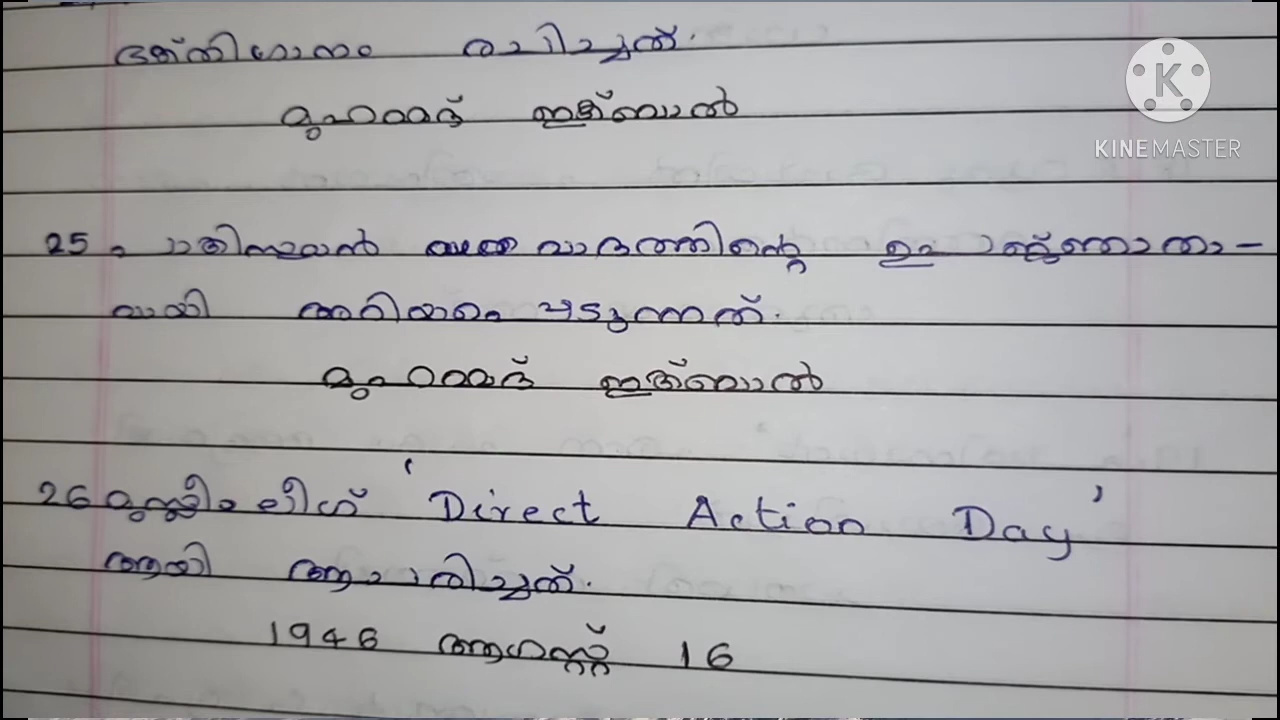 രചിച്ചത്.
മുഹമ്മദ് ഇക്ബാൽ
KINEMASTER
25 വാദത്തിന്റെ ഉപജ്ഞാതാ-
വായി അറിയപ്പെടുന്നത്.
മുഹമ്മദ് ഇക്ബാൽ
26 മുസ്ലിം ലീഗ് 'Direct Action Day'
ആയി ആചരിച്ചത്.
1946 ആഗസ്റ്റ് 16